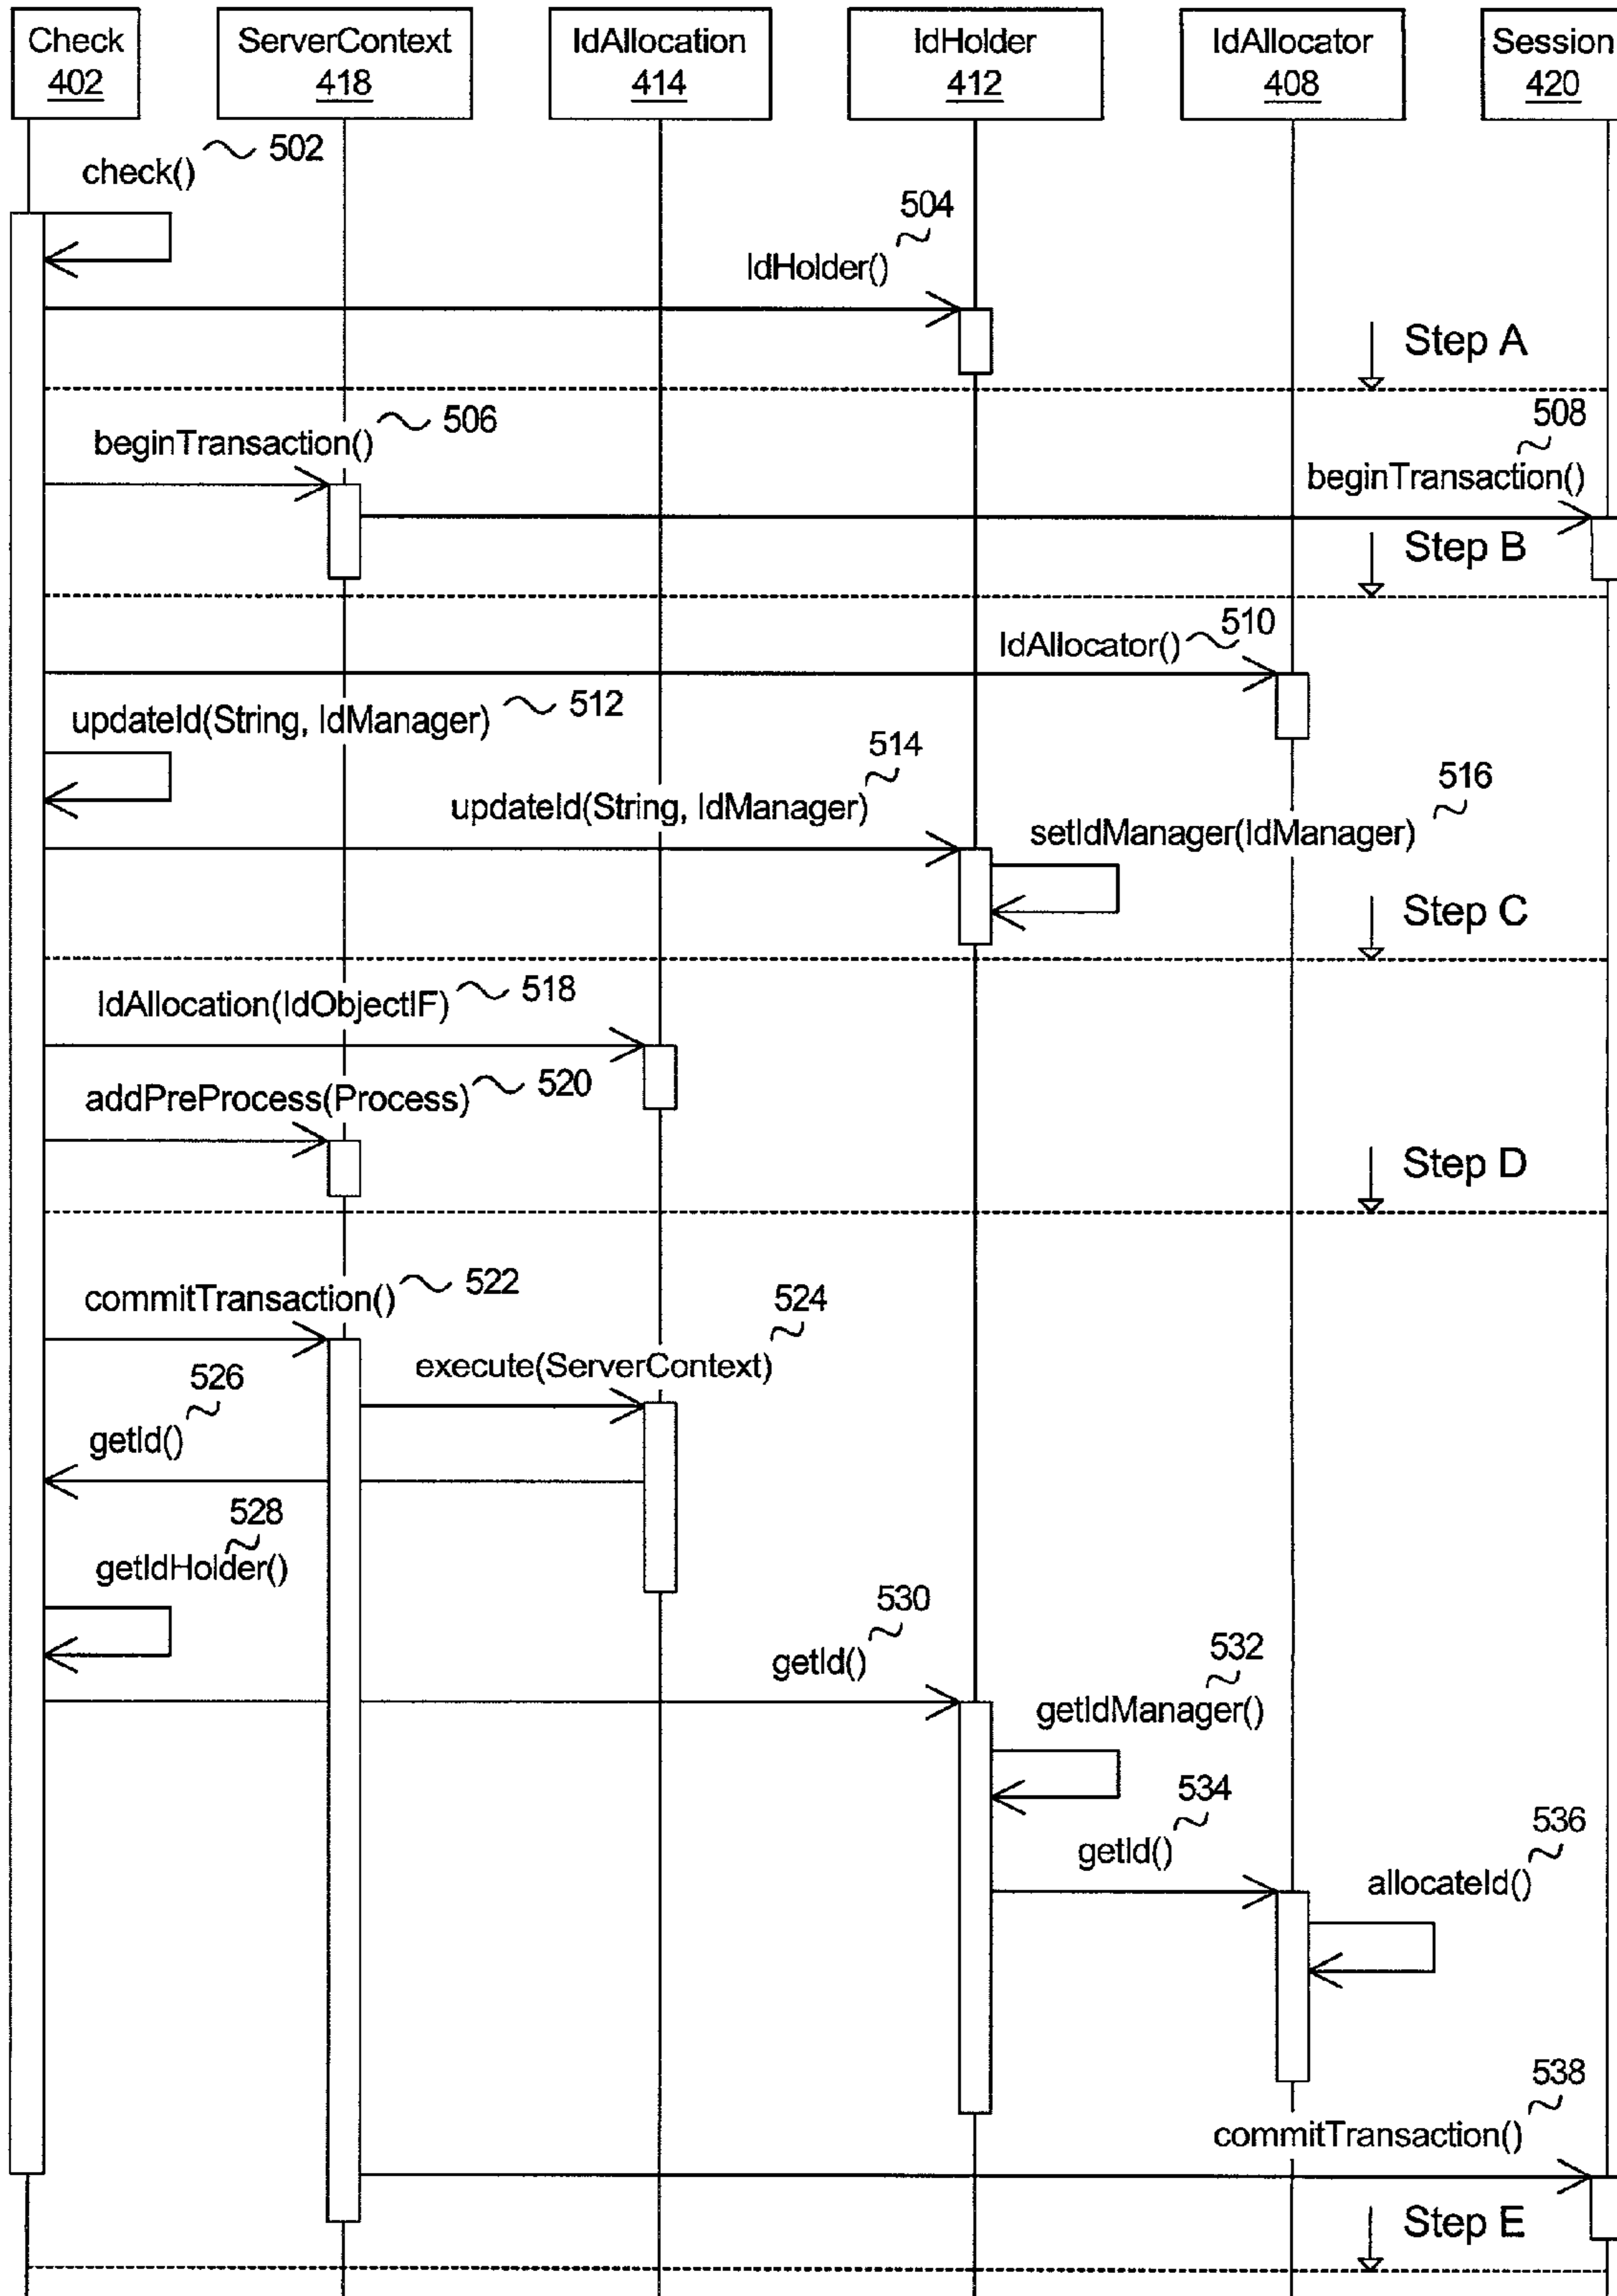 Check ServerContext IdAllocation IdHolder IdAllocator Session
402 418 414 412 408 420
502
check()
504
IdHolder()
Step A
506
beginTransaction()
508
beginTransaction()
Step B
IdAllocator() 510
updateId(String, IdManager) 512
514
updateId(String, IdManager)
516
setIdManager(IdManager)
Step C
IdAllocation(IdObjectIF) 518
addPreProcess(Process) 520
Step D
commitTransaction() 522
524
execute(ServerContext)
526
getId()
528
getIdHolder()
530
getId()
532
getIdManager()
534
getId()
536
allocateId()
538
commitTransaction()
Step E